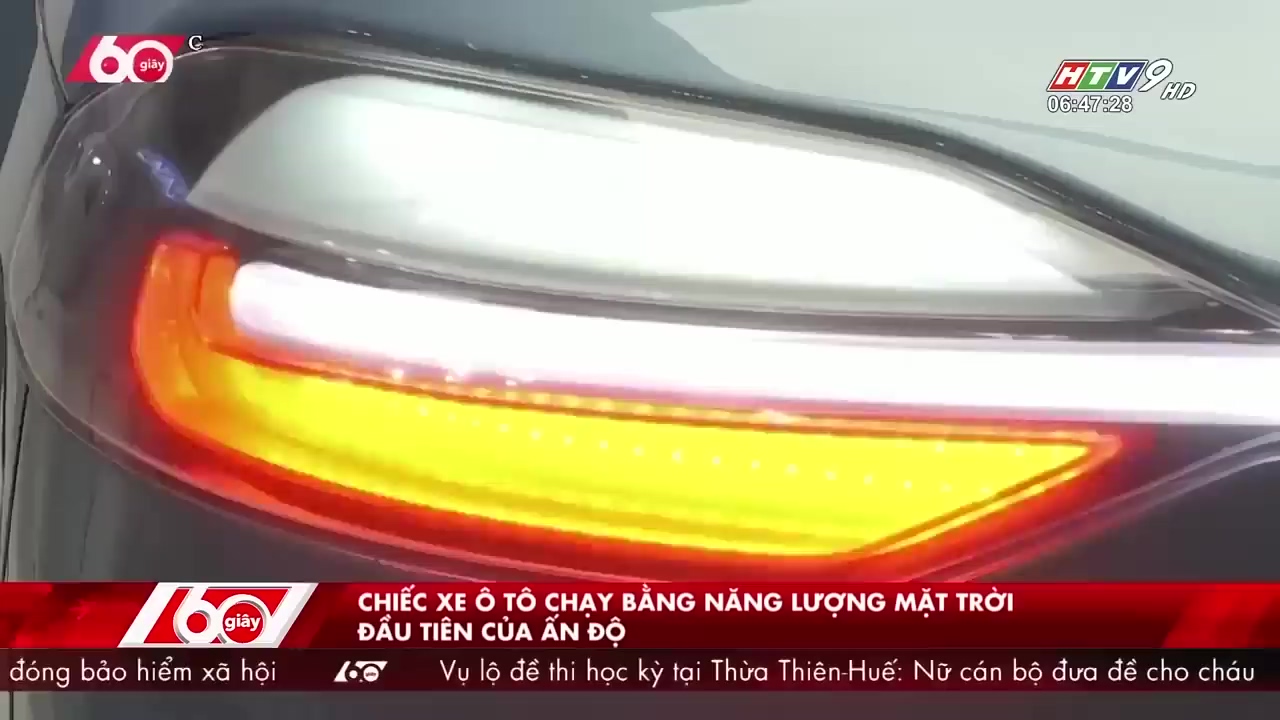 60 giây
C
HTV9 HD
06:47:28
60 giây
CHIẾC XE Ô TÔ CHẠY BẰNG NĂNG LƯỢNG MẶT TRỜI
ĐẦU TIÊN CỦA ẤN ĐỘ
đóng bảo hiểm xã hội 60 giây Vụ lộ đề thi học kỳ tại Thừa Thiên-Huế: Nữ cán bộ đưa đề cho cháu